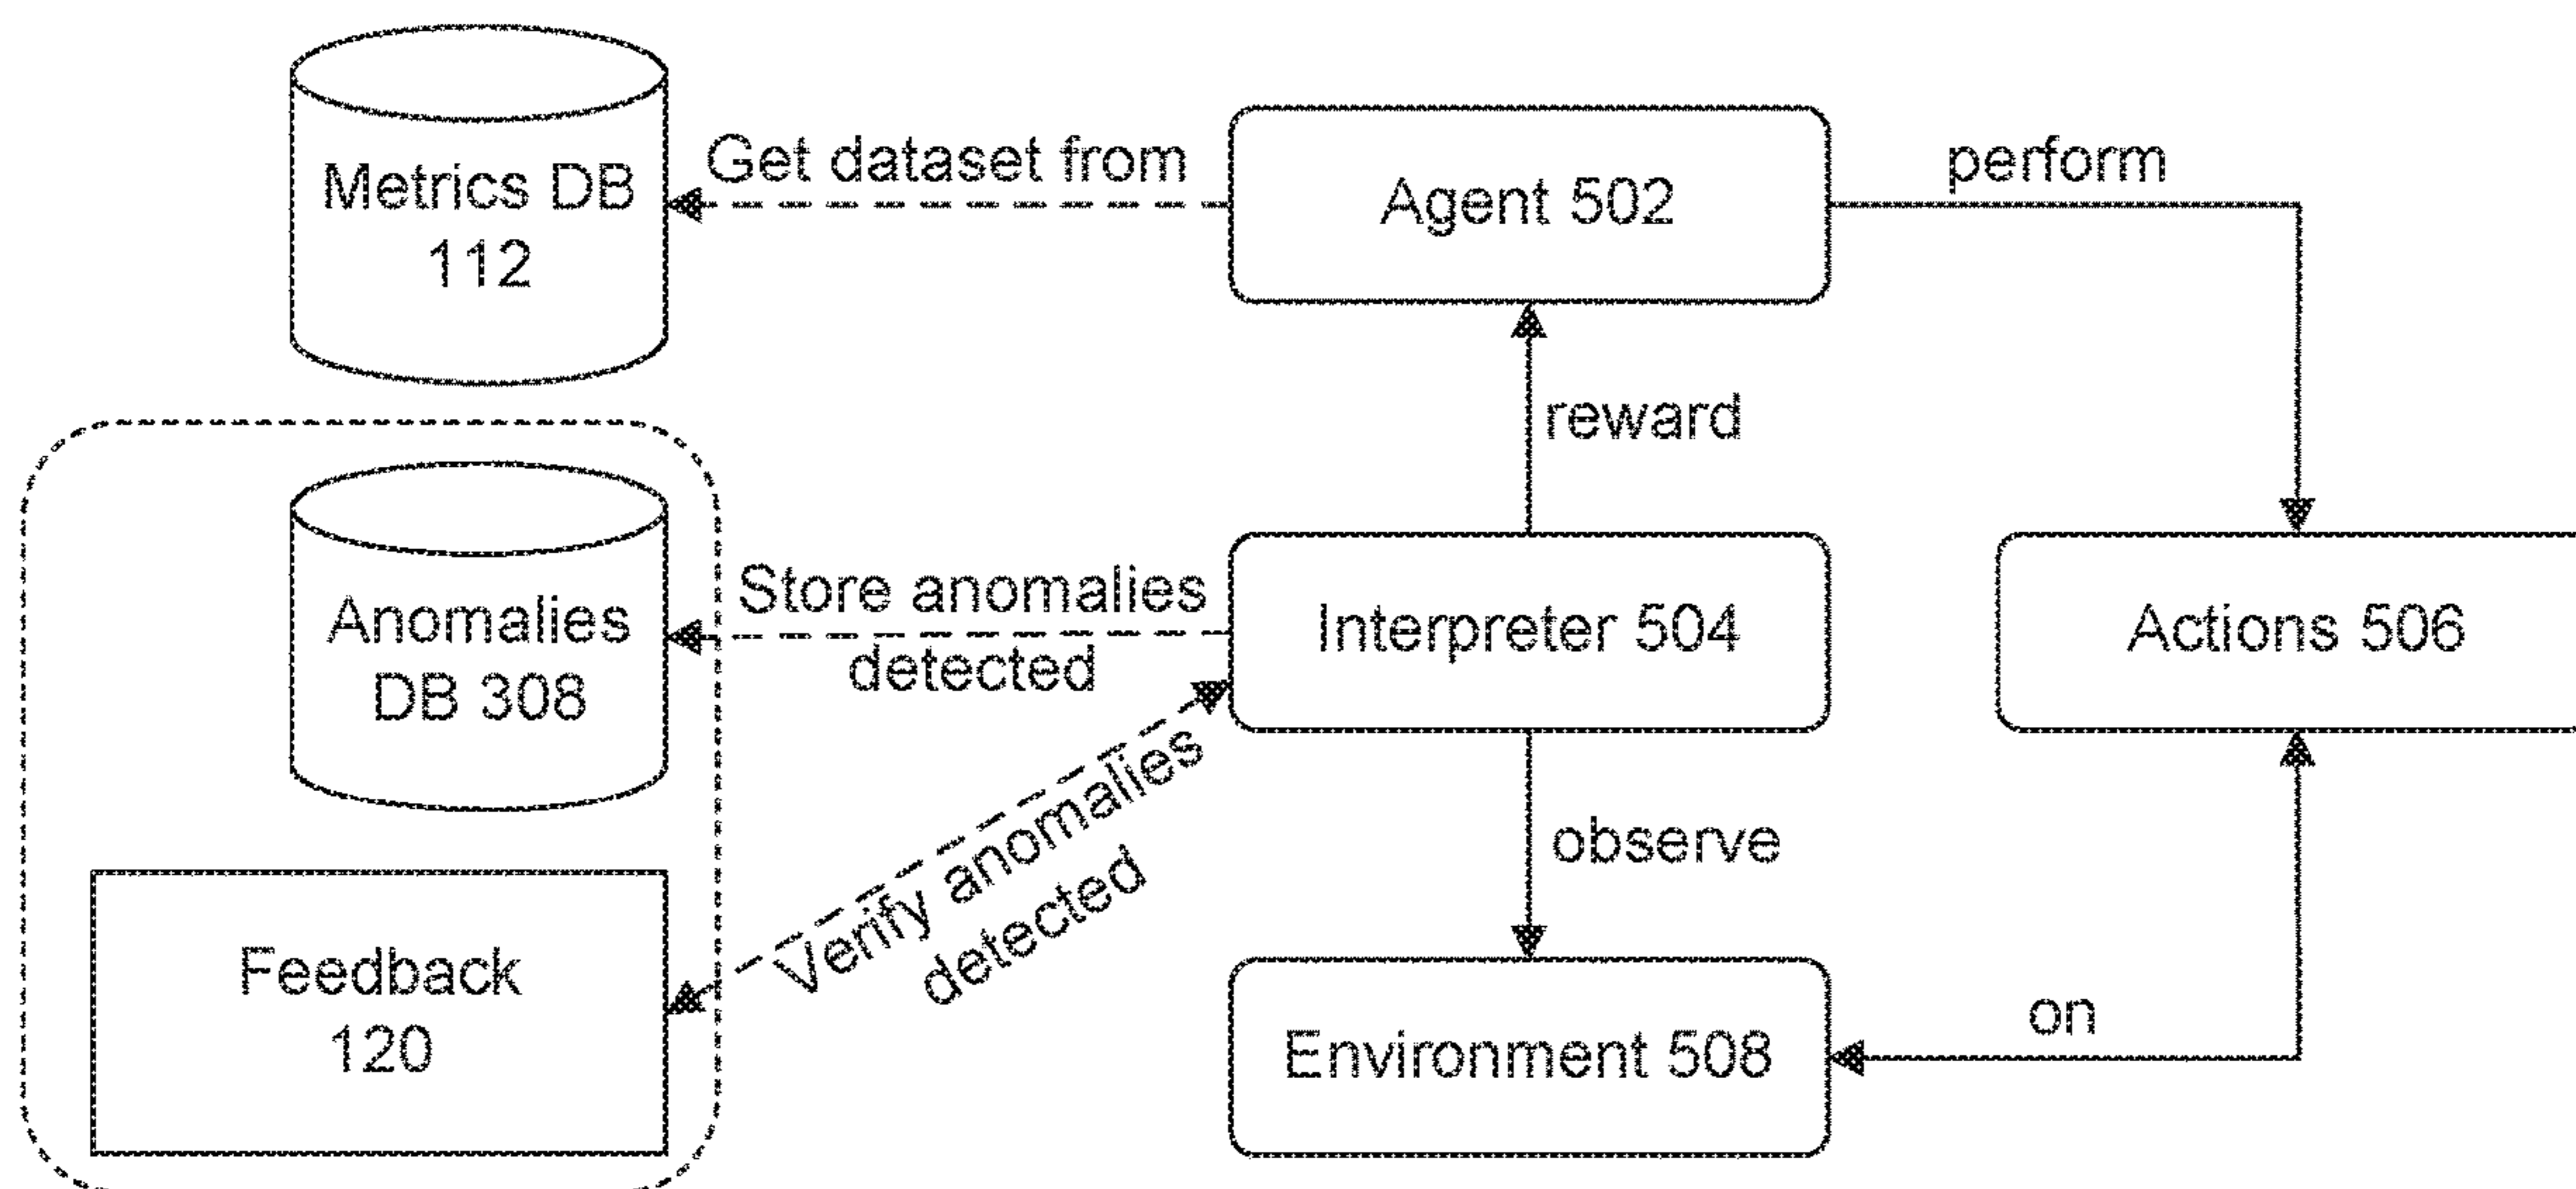 Metrics DB
112
Get dataset from
Agent 502
perform
reward
Anomalies
DB 308
Store anomalies
detected
Interpreter 504
Actions 506
Verify anomalies
detected
observe
Feedback
120
Environment 508
on